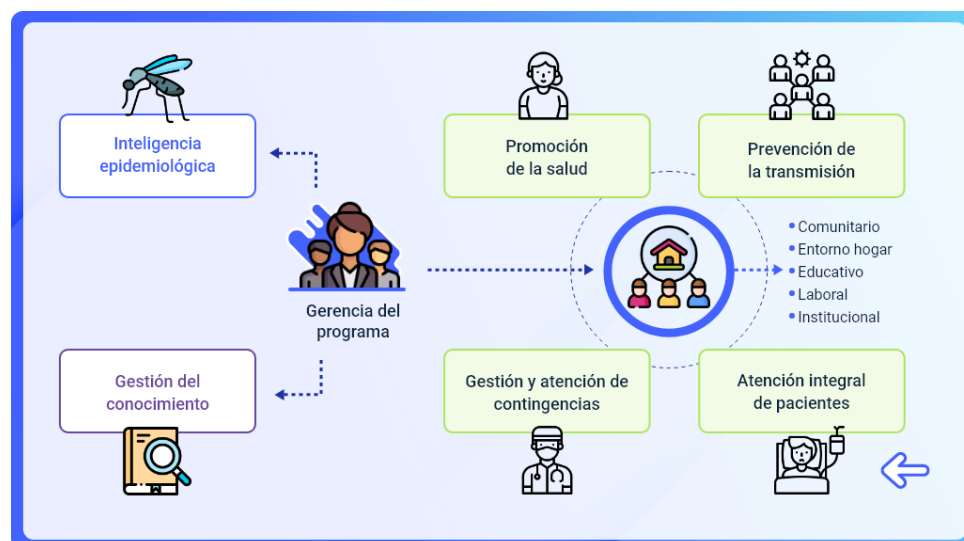 Inteligencia
epidemiológica
Promoción
de la salud
Prevención de
la transmisión
Gerencia del
programa
Comunitario
Entorno hogar
Educativo
Laboral
Institucional
Gestión del
conocimiento
Gestión y atención de
contingencias
Atención integral
de pacientes